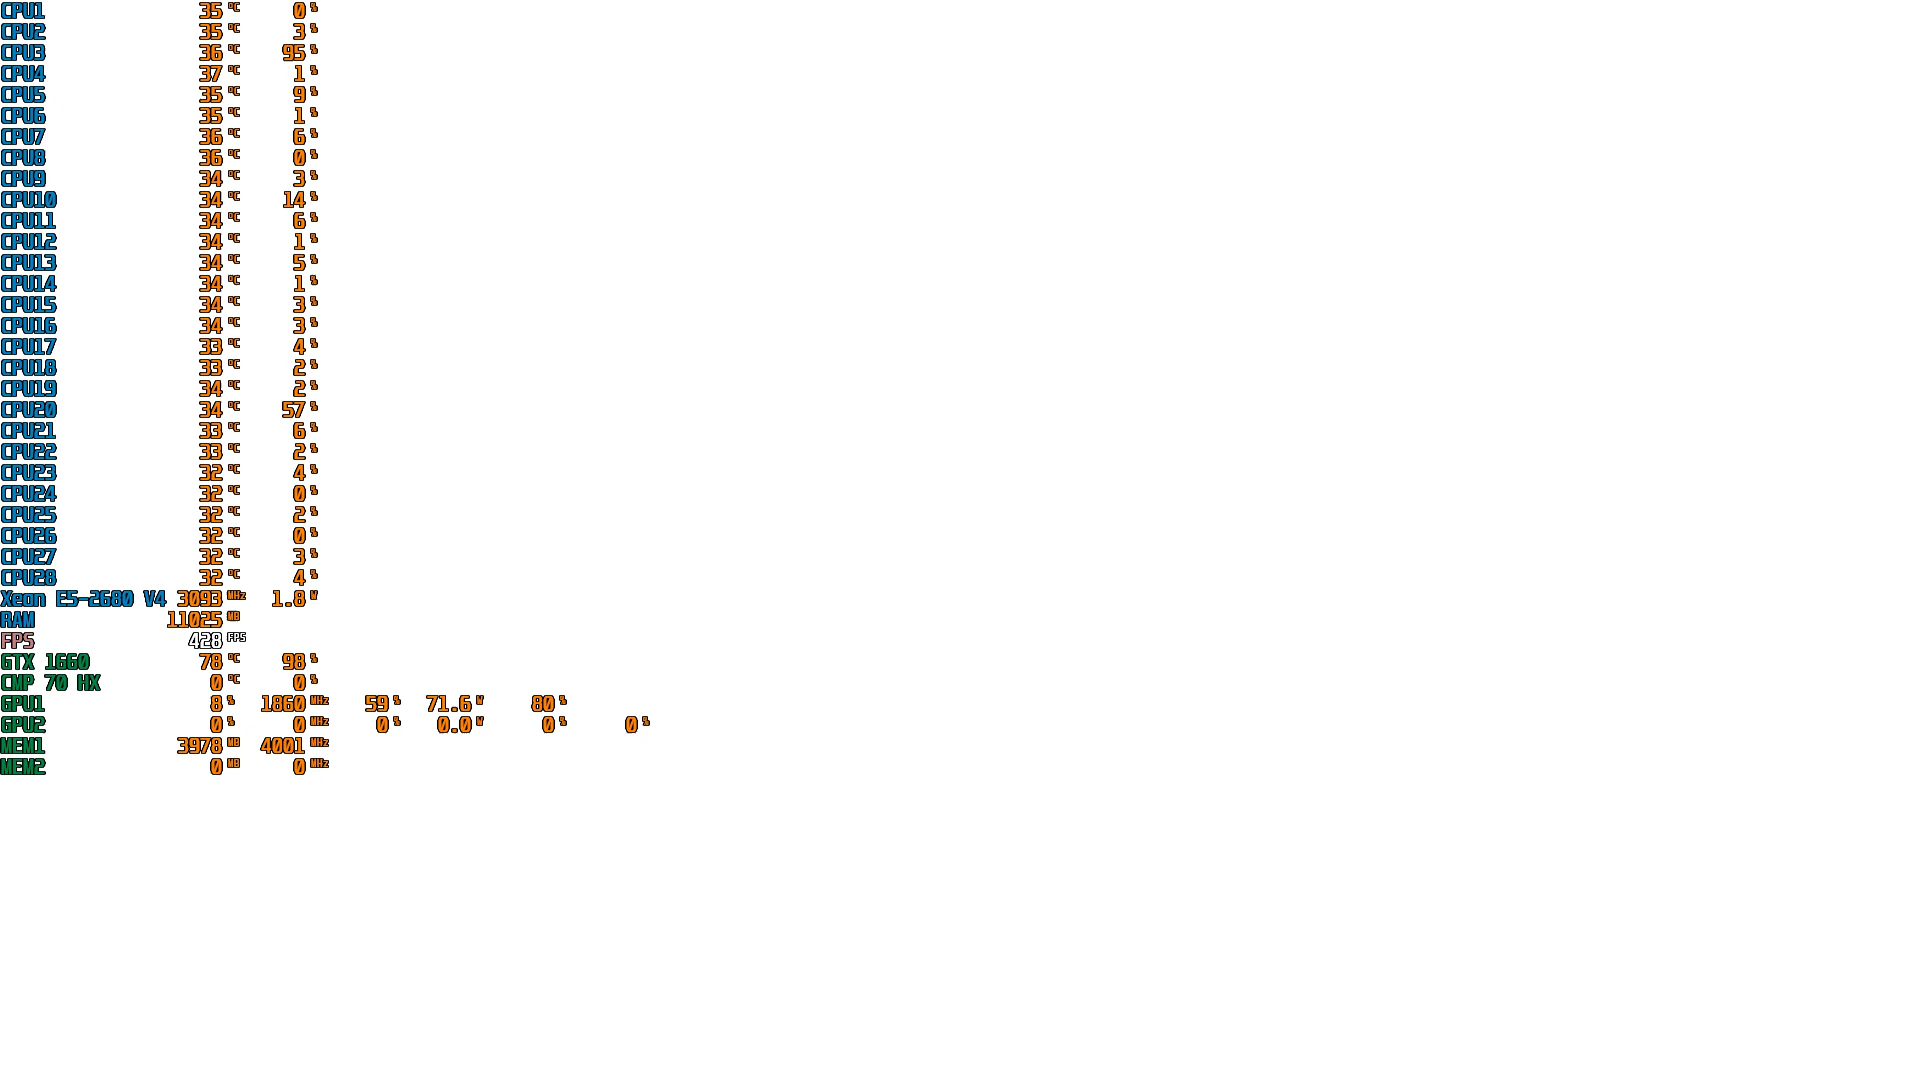 CPU1 35 °C 0 %
CPU2 35 °C 3 %
CPU3 36 °C 95 %
CPU4 37 °C 1 %
CPU5 35 °C 9 %
CPU6 35 °C 1 %
CPU7 36 °C 6 %
CPU8 36 °C 0 %
CPU9 34 °C 3 %
CPU10 34 °C 14 %
CPU11 34 °C 6 %
CPU12 34 °C 1 %
CPU13 34 °C 5 %
CPU14 34 °C 1 %
CPU15 34 °C 3 %
CPU16 34 °C 3 %
CPU17 33 °C 4 %
CPU18 33 °C 2 %
CPU19 34 °C 2 %
CPU20 34 °C 57 %
CPU21 33 °C 6 %
CPU22 33 °C 2 %
CPU23 32 °C 4 %
CPU24 32 °C 0 %
CPU25 32 °C 2 %
CPU26 32 °C 0 %
CPU27 32 °C 3 %
CPU28 32 °C 4 %
Xeon E5-2680 V4 3093 MHz 1.8 W
RAM 11025 MB
FPS 428 FPS
GTX 1660 78 °C 98 %
CMP 70 HX 0 °C 0 %
GPU1 8 % 1860 MHz 59 % 71.6 W 80 %
GPU2 0 % 0 MHz 0 % 0.0 W 0 % 0 %
MEM1 3978 MB 4001 MHz
MEM2 0 MB 0 MHz